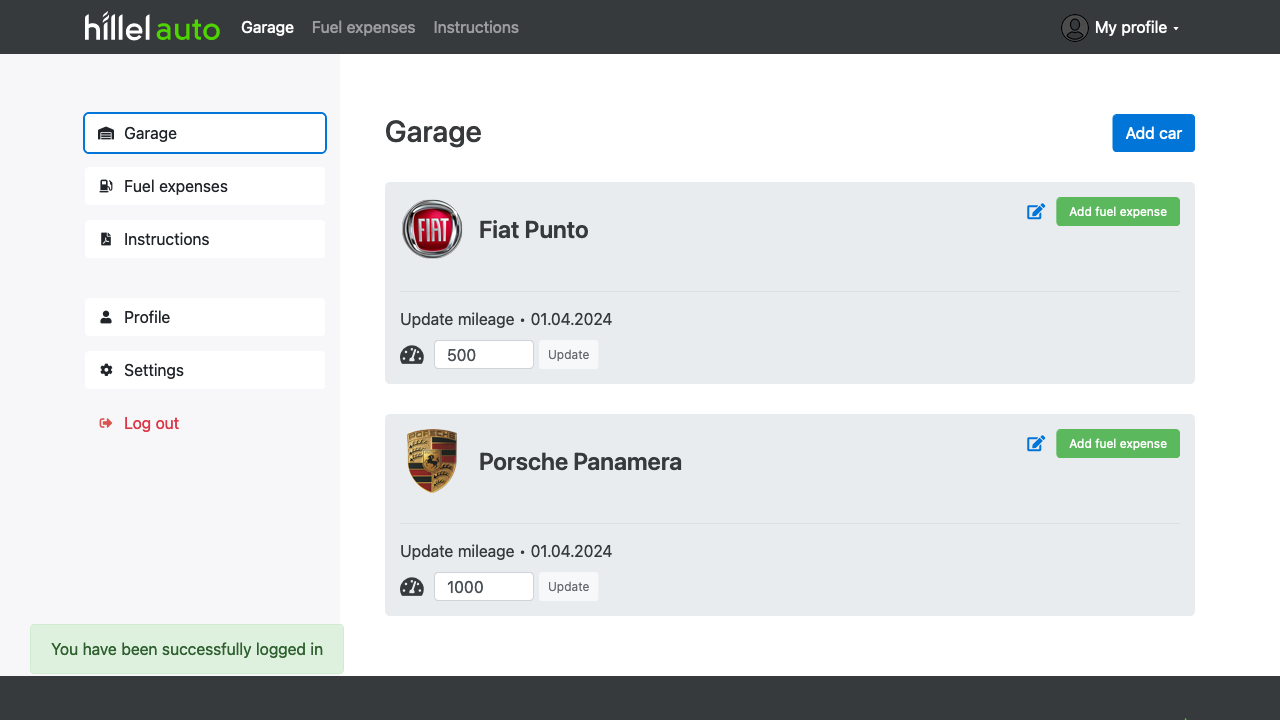 hillel auto Garage Fuel expenses Instructions My profile
Garage
Fuel expenses
Instructions
Profile
Settings
Log out
Garage Add car
FIAT Fiat Punto Add fuel expense
Update mileage • 01.04.2024
500 Update
PORSCHE Porsche Panamera Add fuel expense
Update mileage • 01.04.2024
1000 Update
You have been successfully logged in